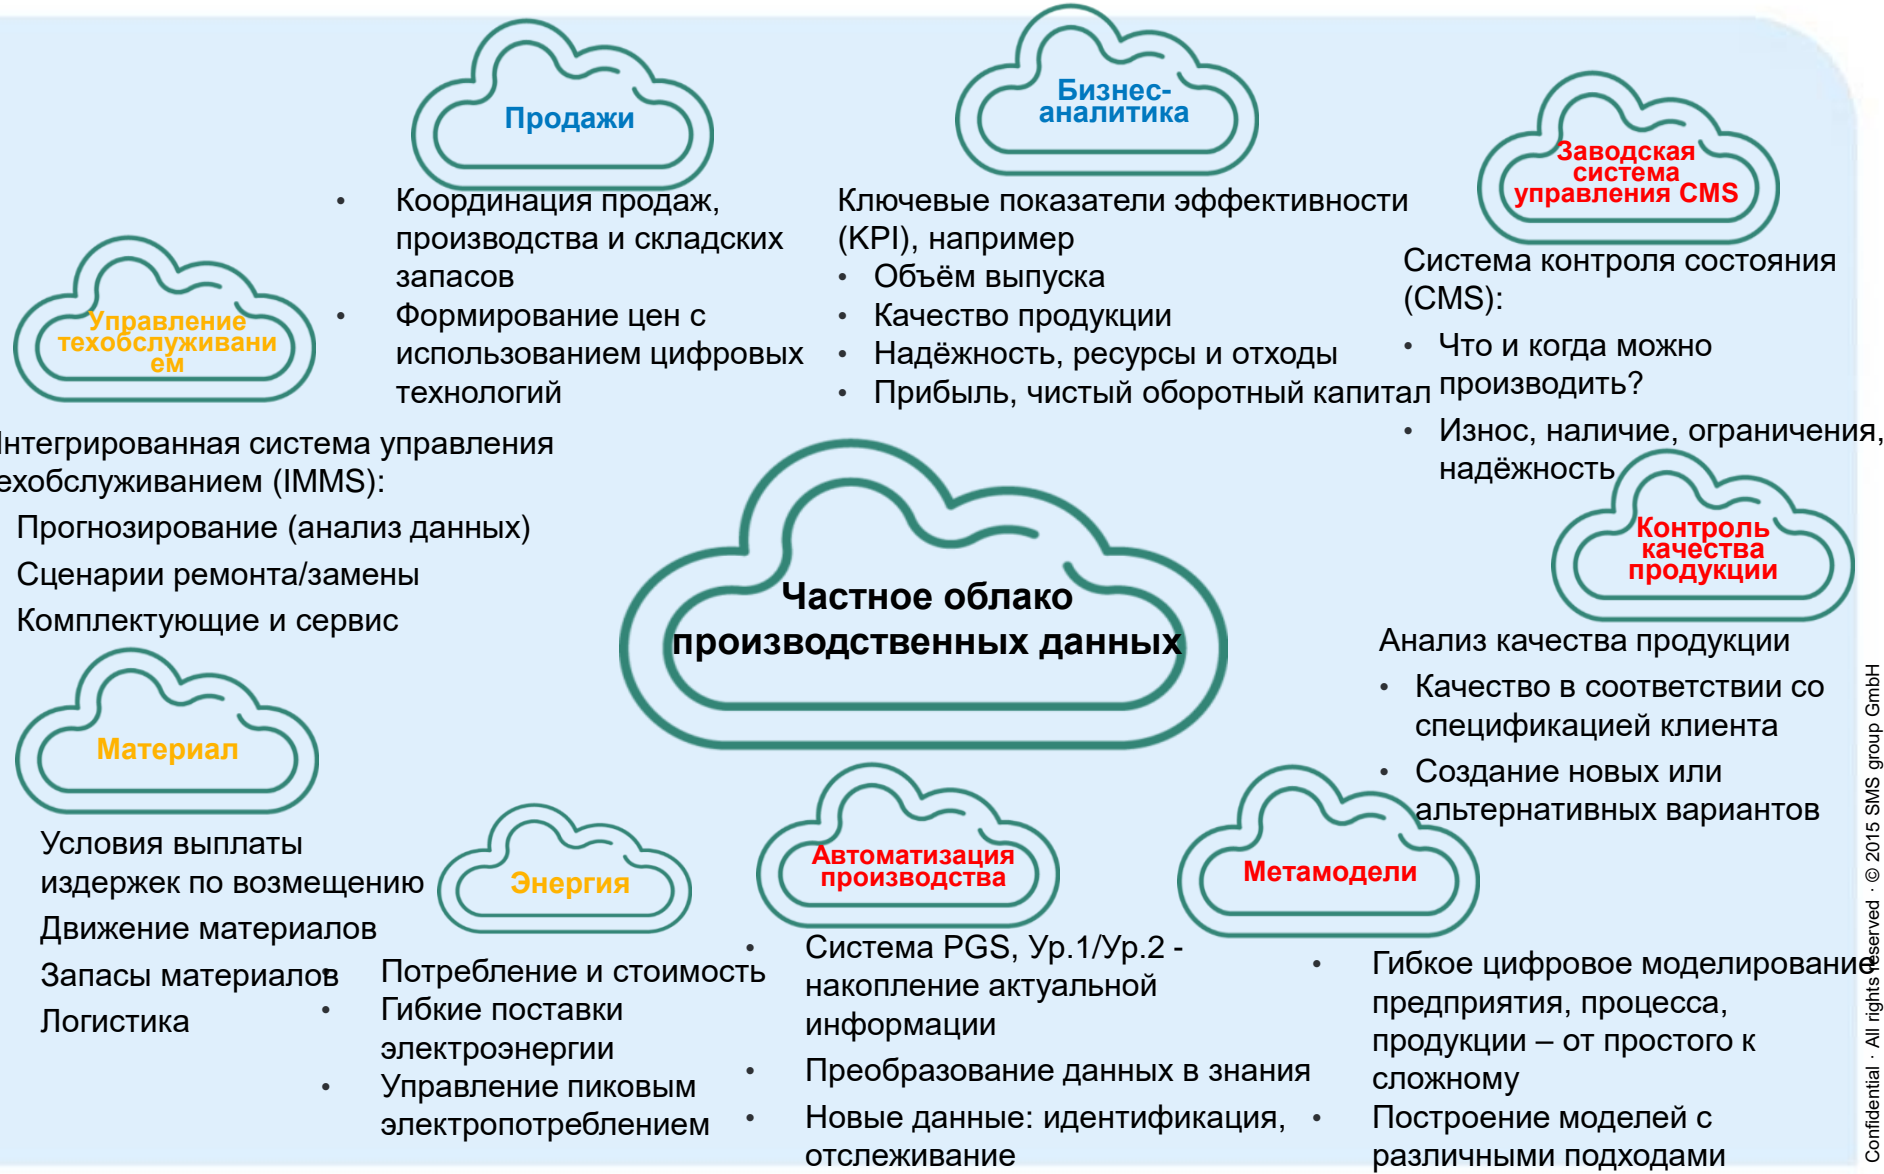 Продажи
• Координация продаж,
производства и складских
запасов
• Формирование цен с
использованием цифровых
технологий
Бизнес-
аналитика
Ключевые показатели эффективности
(KPI), например
• Объём выпуска
• Качество продукции
• Надёжность, ресурсы и отходы
• Прибыль, чистый оборотный капитал
Заводская
система
управления CMS
Система контроля состояния
(CMS):
• Что и когда можно
производить?
• Износ, наличие, ограничения,
надёжность
Управление
техобслуживани
ем
нтегрированная система управления
ехобслуживанием (IMMS):
Прогнозирование (анализ данных)
Сценарии ремонта/замены
Комплектующие и сервис
Частное облако
производственных данных
Контроль
качества
продукции
Анализ качества продукции
• Качество в соответствии со
спецификацией клиента
• Создание новых или
альтернативных вариантов
Материал
Условия выплаты
издержек по возмещению
Движение материалов
Запасы материалов
Логистика
Энергия
• Потребление и стоимость
• Гибкие поставки
электроэнергии
• Управление пиковым
электропотреблением
Автоматизация
производства
• Система PGS, Ур.1/Ур.2 -
накопление актуальной
информации
• Преобразование данных в знания
• Новые данные: идентификация,
отслеживание
Метамодели
• Гибкое цифровое моделирование
предприятия, процесса,
продукции – от простого к
сложному
• Построение моделей с
различными подходами
Confidential · All rights reserved · © 2015 SMS group GmbH